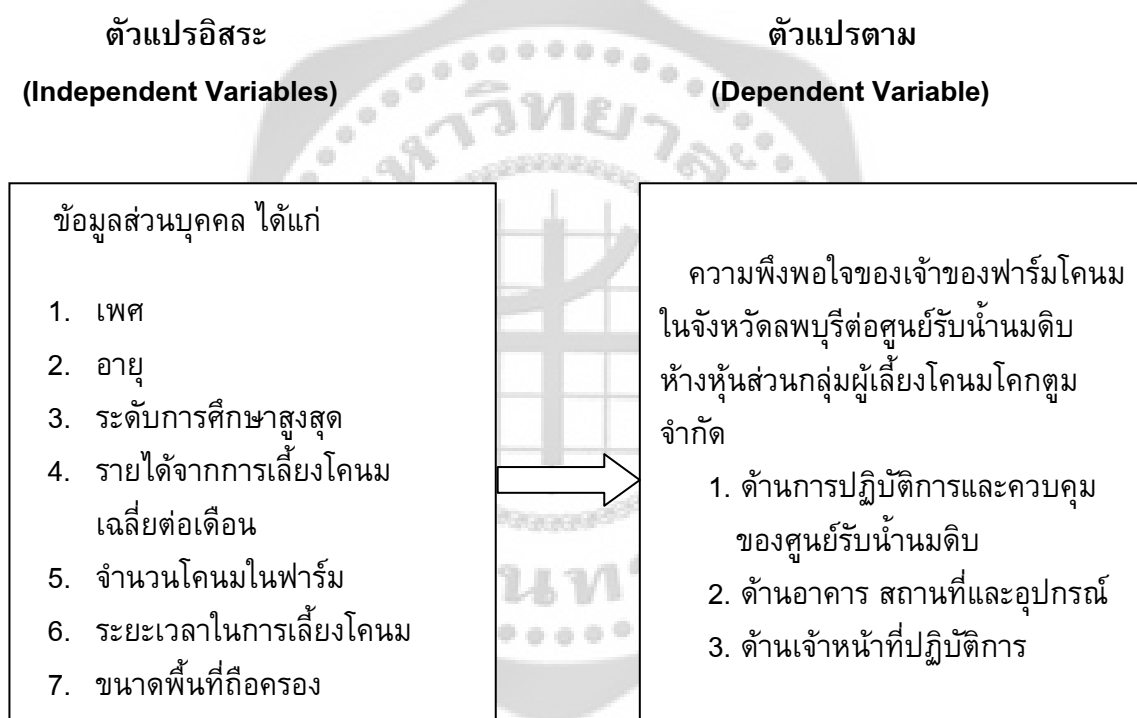 ตัวแปรอิสระ
(Independent Variables)
ตัวแปรตาม
(Dependent Variable)
ข้อมูลส่วนบุคคล ได้แก่
1. เพศ
2. อายุ
3. ระดับการศึกษาสูงสุด
4. รายได้จากการเลี้ยงโคนม
เฉลี่ยต่อเดือน
5. จำนวนโคนมในฟาร์ม
6. ระยะเวลาในการเลี้ยงโคนม
7. ขนาดพื้นที่ถือครอง
ความพึงพอใจของเจ้าของฟาร์มโคนม
ในจังหวัดลพบุรีต่อศูนย์รับน้ำนมดิบ
ห้างหุ้นส่วนกลุ่มผู้เลี้ยงโคนมโคกตูม
จำกัด
1. ด้านการปฏิบัติการและควบคุม
ของศูนย์รับน้ำนมดิบ
2. ด้านอาคาร สถานที่และอุปกรณ์
3. ด้านเจ้าหน้าที่ปฏิบัติการ